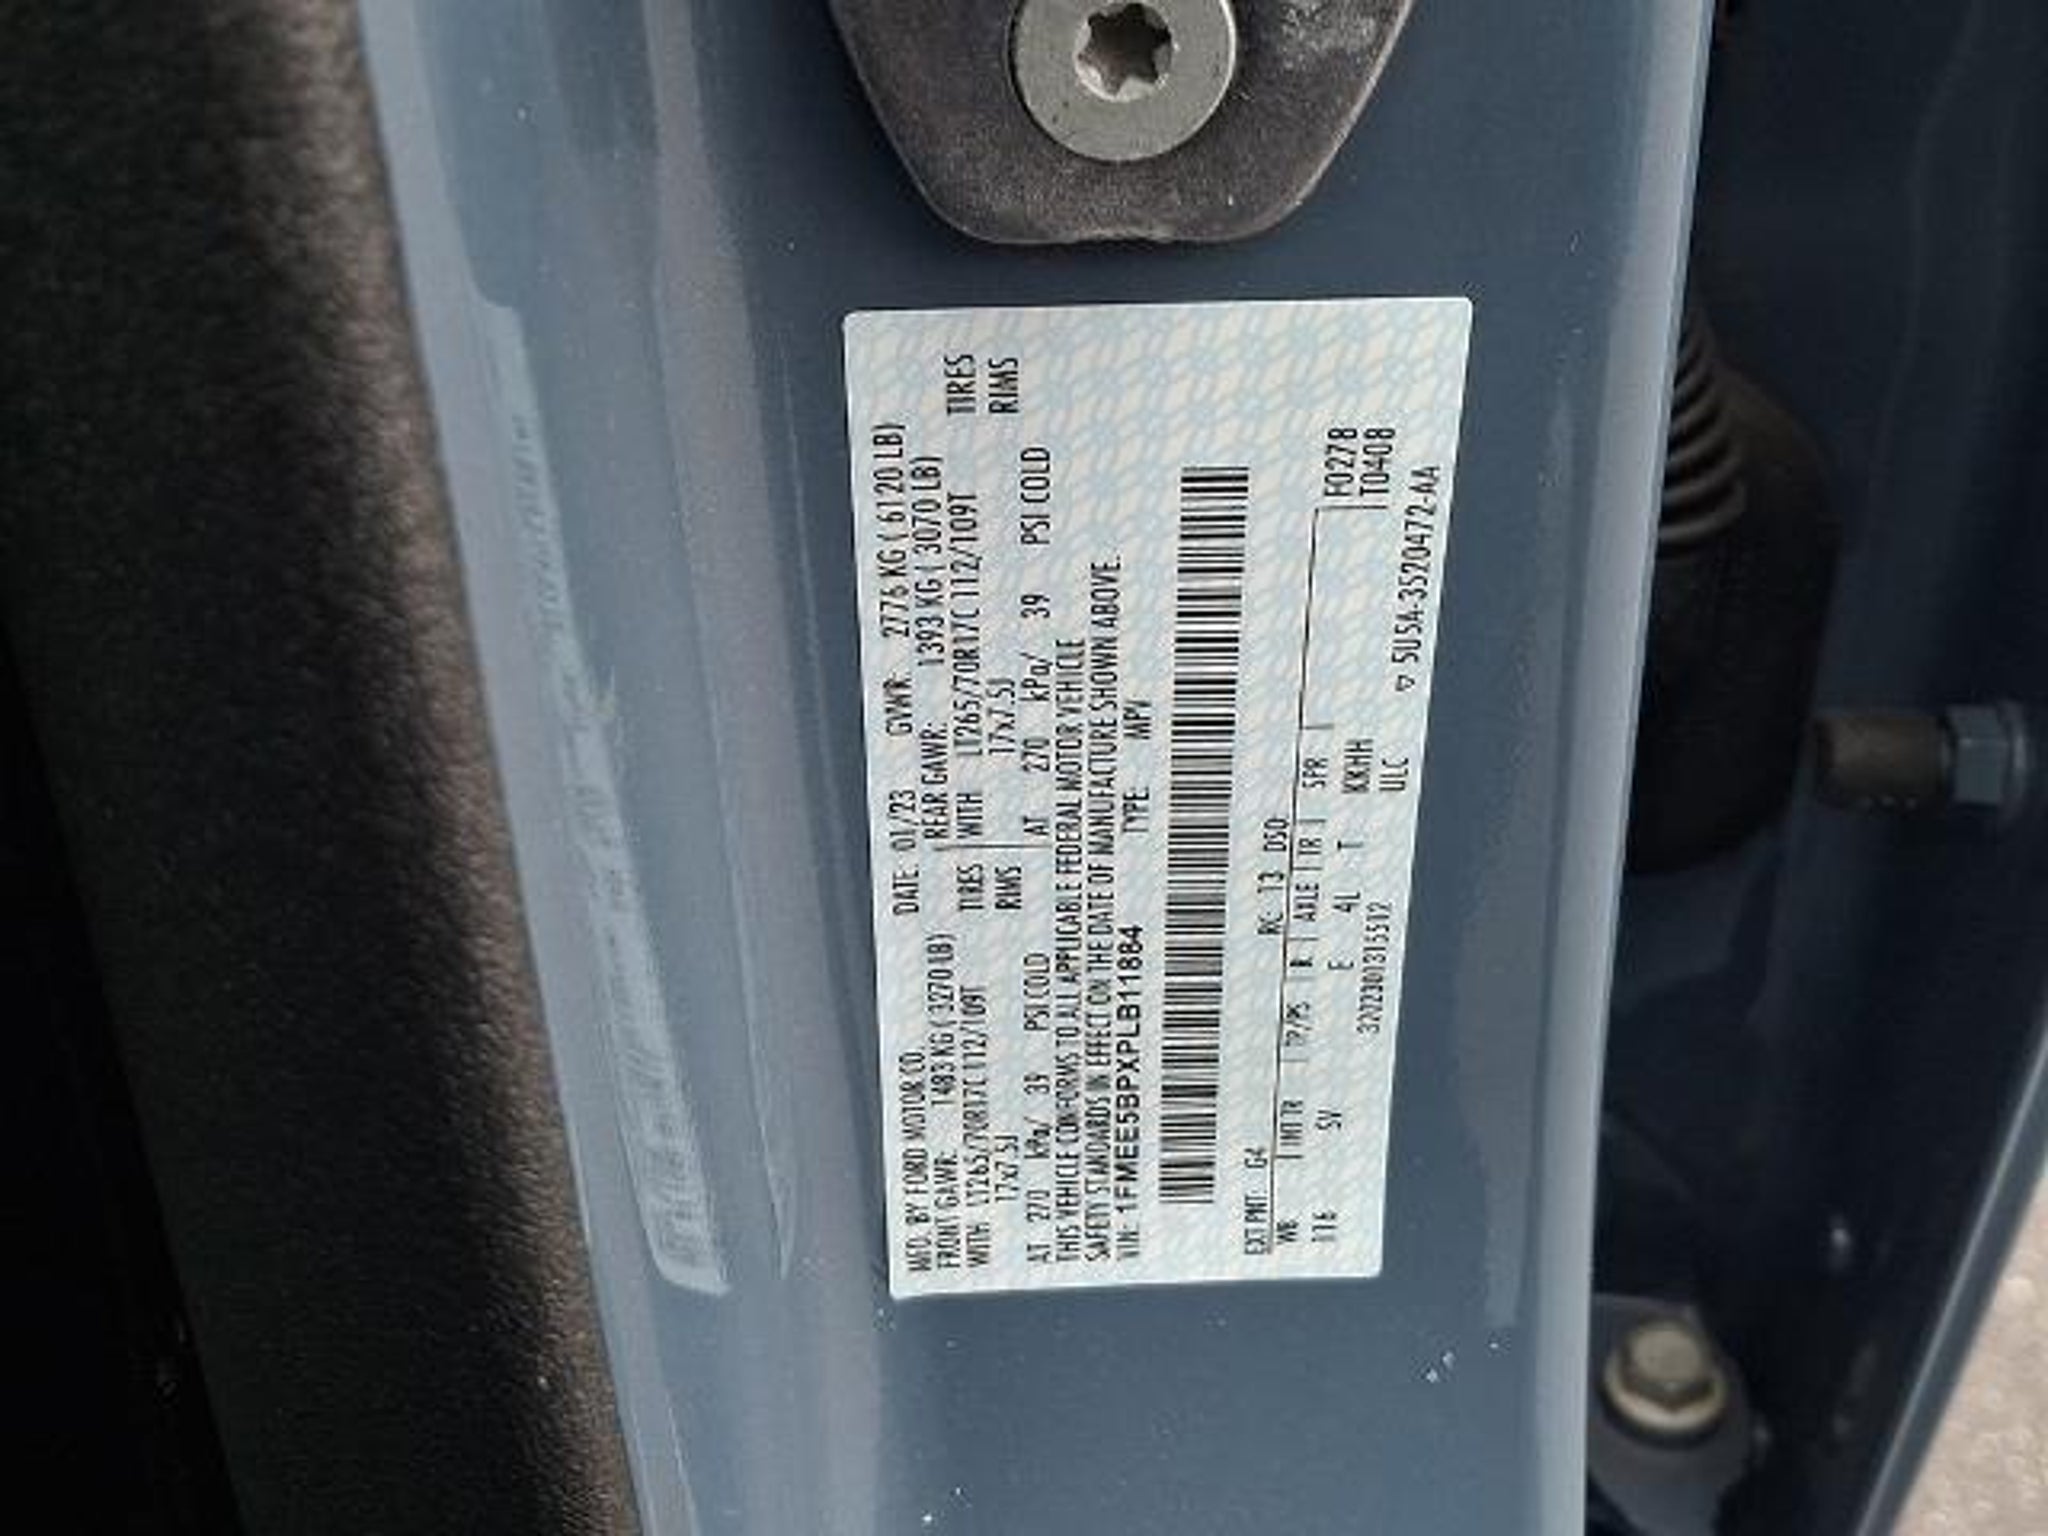 MFD. BY FORD MOTOR CO. DATE: 01/23 GVWR: 2776 KG ( 6120 LB)
FRONT GAWR: 1483 KG ( 3270 LB) REAR GAWR: 1393 KG ( 3070 LB)
WITH LT265/70R17C 112/109T TIRES WITH LT265/70R17C 112/109T TIRES
17x7.5J RIMS 17x7.5J RIMS
AT 270 kPa/ 39 PSI COLD AT 270 kPa/ 39 PSI COLD
THIS VEHICLE CONFORMS TO ALL APPLICABLE FEDERAL MOTOR VEHICLE
SAFETY STANDARDS IN EFFECT ON THE DATE OF MANUFACTURE SHOWN ABOVE.
VIN: 1FMEE5BPXPLB11884 TYPE: MPV
EXT PNT: G4 RC: 13 DSO:
WB INT TR TP/PS R AXLE TR SPR F0278
116 SV E 4L T KKHH T0408
ULC
32022301315512 ▽ 5U5A-3520472-AA